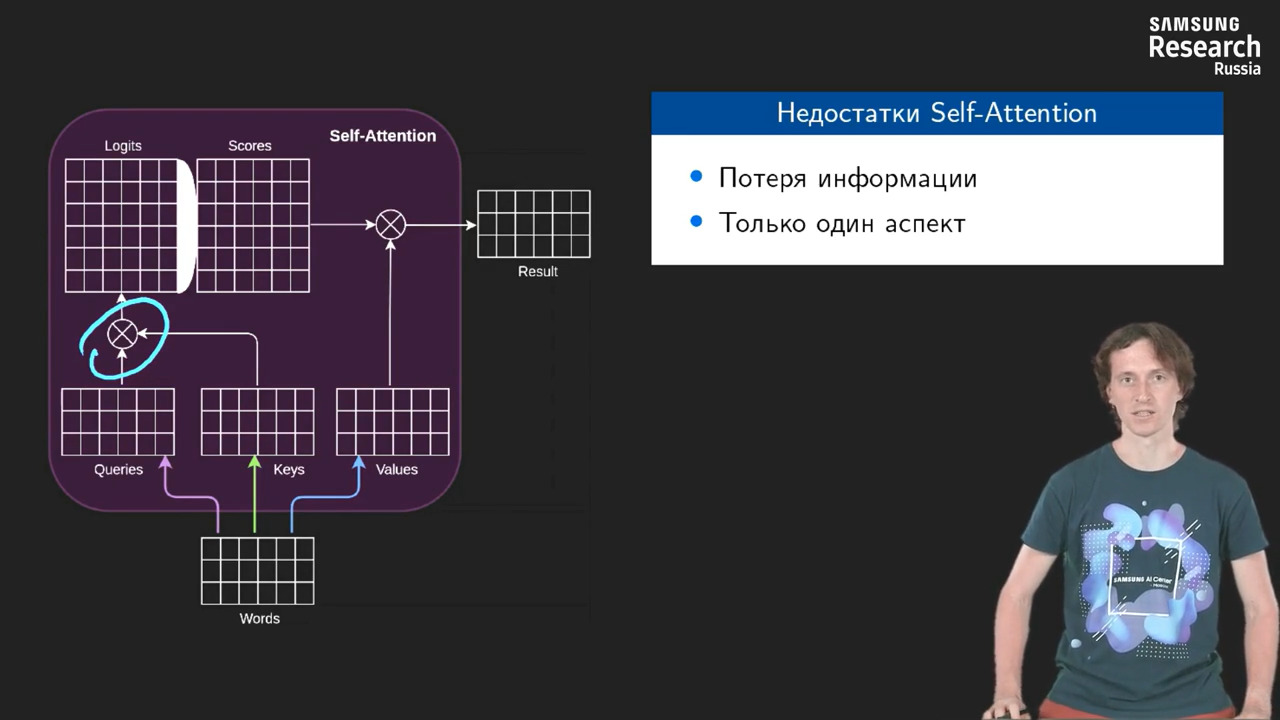 SAMSUNG
Research
Russia
Недостатки Self-Attention
Потеря информации
Только один аспект
Self-Attention
Logits
Scores
Result
Queries
Keys
Values
Words
SAMSUNG AI Center